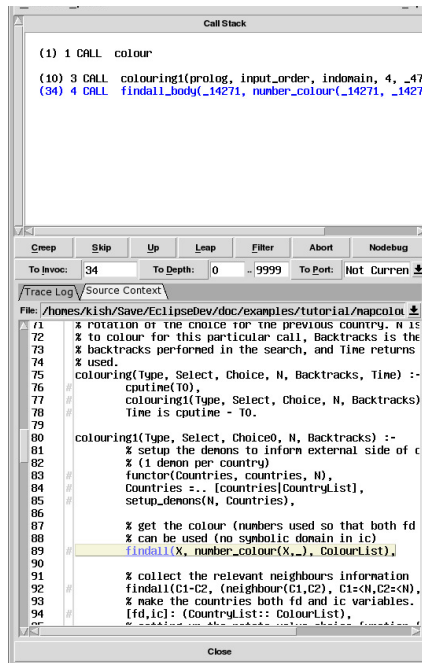 Call Stack
(1) 1 CALL colour
(10) 3 CALL colouring1(prolog, input_order, indomain, 4, _47
(34) 4 CALL findall_body(_14271, number_colour(_14271, _1427
Creep Skip Up Leap Filter Abort Nodebug
To Invoc: 34 To Depth: 0 .. 9999 To Port: Not Curren
Trace Log Source Context
File: /homes/kish/Save/EclipseDev/doc/examples/tutorial/mapcolou
71 % rotation of the choice for the previous country. N is
72 % to colour for this particular call, Backtracks is the
73 % backtracks performed in the search, and Time returns
74 % used.
75 colouring(Type, Select, Choice, N, Backtracks, Time) :-
76 # cputime(T0),
77 # colouring1(Type, Select, Choice, N, Backtracks)
78 # Time is cputime - T0.
79
80 colouring1(Type, Select, Choice0, N, Backtracks) :-
81 % setup the demons to inform external side of c
82 % (1 demon per country)
83 # functor(Countries, countries, N),
84 # Countries =.. [countries|CountryList],
85 # setup_demons(N, Countries),
86
87 % get the colour (numbers used so that both fd
88 % can be used (no symbolic domain in ic)
89 # findall(X, number_colour(X,_), ColourList),
90
91 % collect the relevant neighbours information
92 # findall(C1-C2, (neighbour(C1,C2), C1=<N,C2=<N),
93 % make the countries both fd and ic variables.
94 # [fd,ic]: (CountryList:: ColourList),
Close